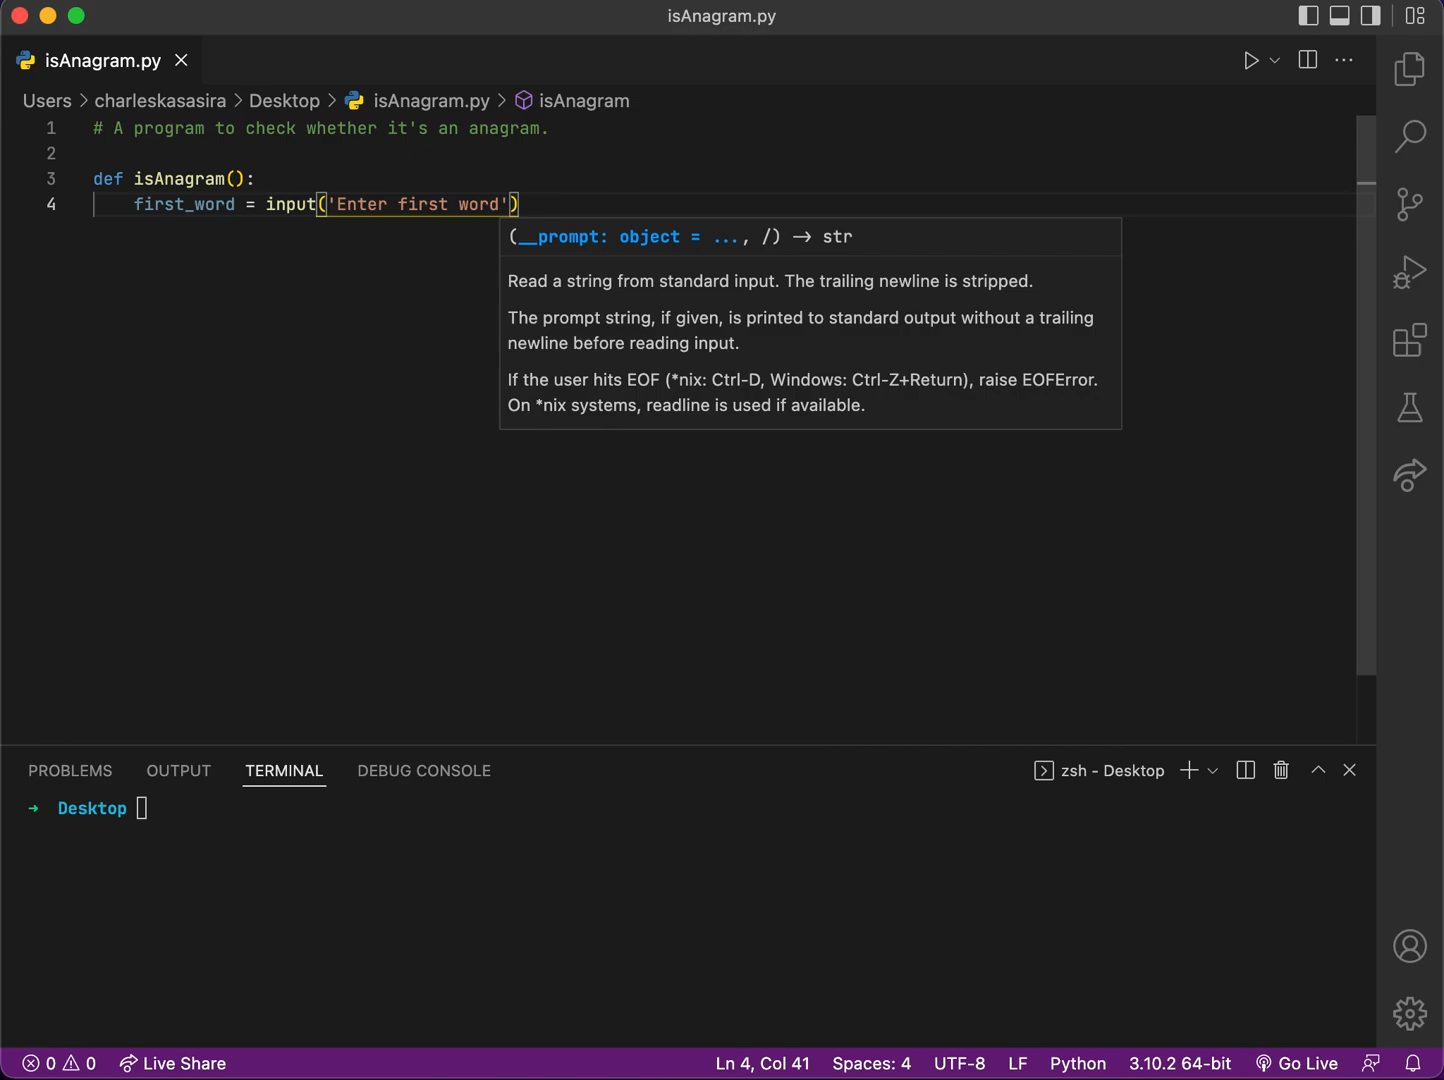 isAnagram.py
isAnagram.py
Users > charleskasasira > Desktop > isAnagram.py > isAnagram
1 # A program to check whether it's an anagram.
2
3 def isAnagram():
4 first_word = input('Enter first word')
(__prompt: object = ..., /) → str
Read a string from standard input. The trailing newline is stripped.
The prompt string, if given, is printed to standard output without a trailing
newline before reading input.
If the user hits EOF (*nix: Ctrl-D, Windows: Ctrl-Z+Return), raise EOFError.
On *nix systems, readline is used if available.
PROBLEMS OUTPUT TERMINAL DEBUG CONSOLE zsh - Desktop
→ Desktop
0 0 Live Share Ln 4, Col 41 Spaces: 4 UTF-8 LF Python 3.10.2 64-bit Go Live